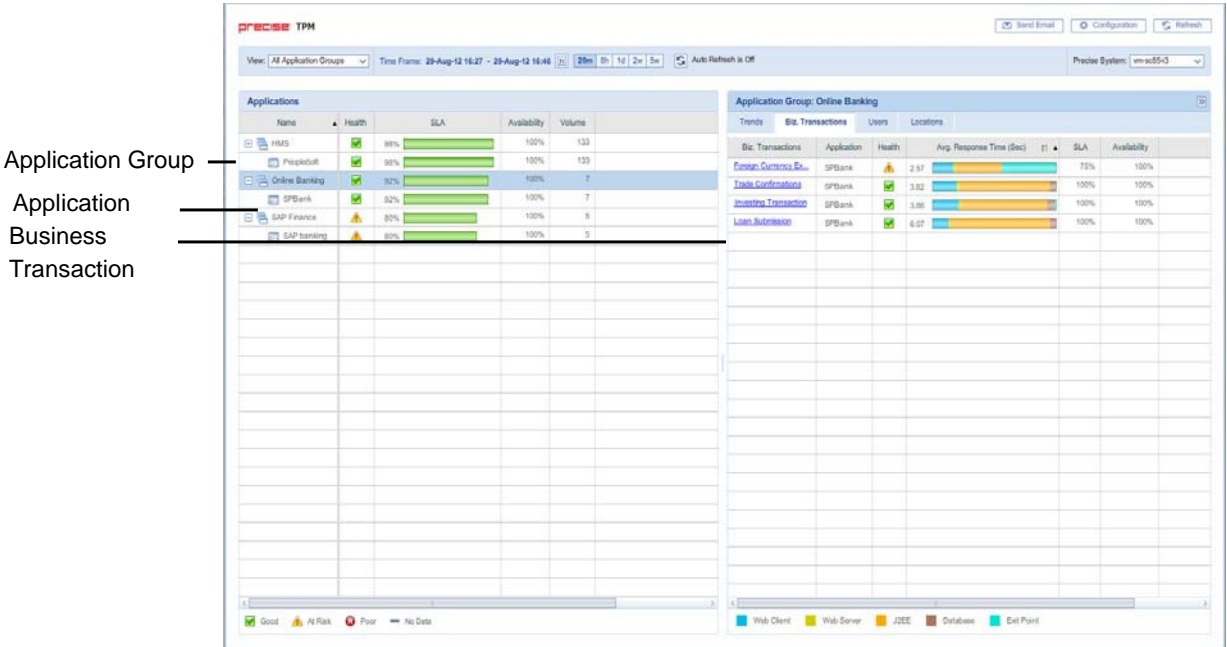 precise TPM
Send Email Configuration Refresh
View: All Application Groups Time Frame: 29-Aug-12 16:27 - 29-Aug-12 16:46 20m 8h 1d 2w 5w Auto Refresh is Off Precise System: vm-sc85-i3
Applications
Name Health SLA Availability Volume
HMS 98% 100% 133
PeopleSoft 98% 100% 133
Online Banking 92% 100% 7
SPBank 92% 100% 7
SAP Finance 80% 100% 5
SAP banking 80% 100% 5
Good At Risk Poor No Data
Application Group: Online Banking
Trends Biz. Transactions Users Locations
Biz. Transactions Application Health Avg. Response Time (Sec) SLA Availability
Foreign Currency Ex... SPBank 2.57 75% 100%
Trade Confirmations SPBank 3.82 100% 100%
Investing Transaction SPBank 3.86 100% 100%
Loan Submission SPBank 6.07 100% 100%
Web Client Web Server J2EE Database Exit Point
Application Group
Application
Business
Transaction